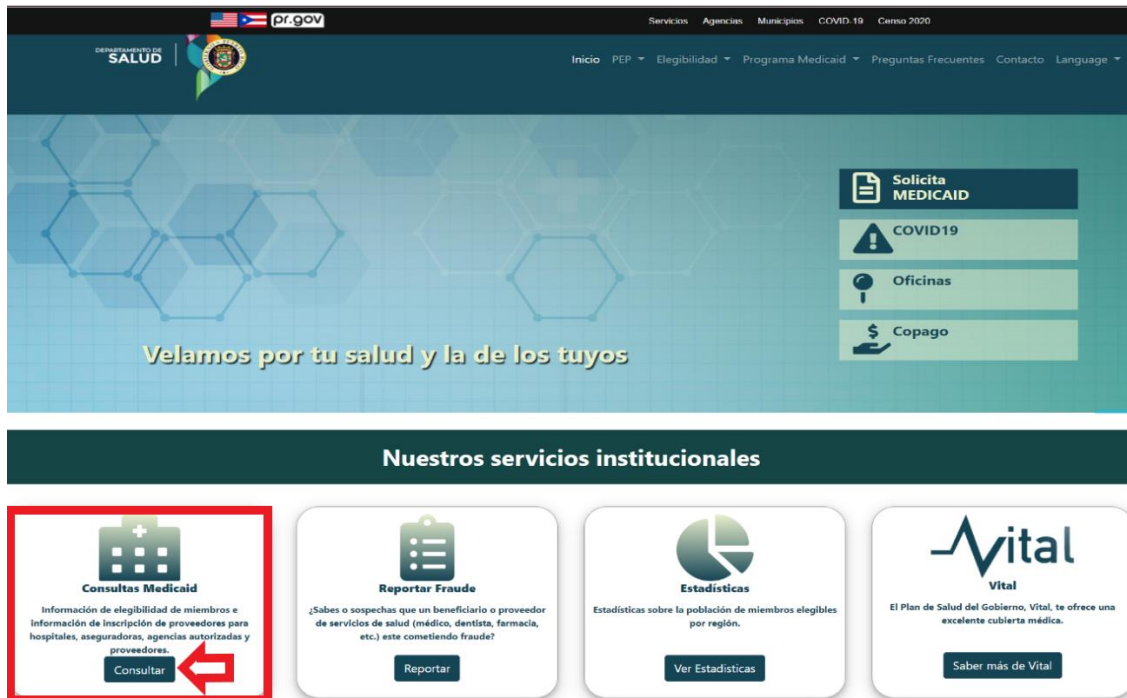 pr.gov
Servicios Agencias Municipios COVID-19 Censo 2020
DEPARTAMENTO DE
SALUD
Inicio PEP Elegibilidad Programa Medicaid Preguntas Frecuentes Contacto Language
Solicita
MEDICAID
COVID19
Oficinas
Copago
Velamos por tu salud y la de los tuyos
Nuestros servicios institucionales
Consultas Medicaid
Información de elegibilidad de miembros e
información de inscripción de proveedores para
hospitales, aseguradoras, agencias autorizadas y
proveedores.
Consultar
Reportar Fraude
¿Sabes o sospechas que un beneficiario o proveedor
de servicios de salud (médico, dentista, farmacia,
etc.) este cometiendo fraude?
Reportar
Estadísticas
Estadísticas sobre la población de miembros elegibles
por región.
Ver Estadisticas
Vital
Vital
El Plan de Salud del Gobierno, Vital, te ofrece una
excelente cubierta médica.
Saber más de Vital